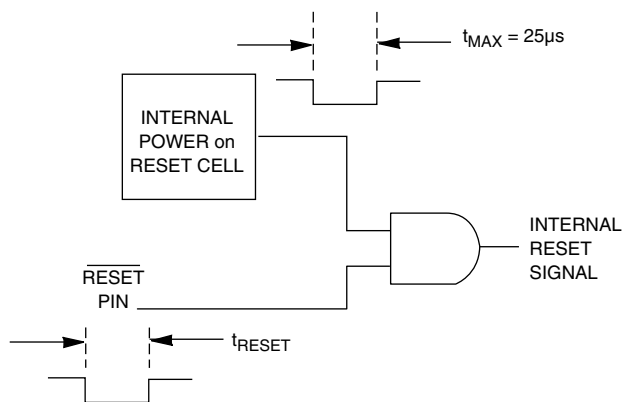 t_MAX = 25µs
INTERNAL
POWER on
RESET CELL
INTERNAL
RESET
SIGNAL
RESET
PIN
t_RESET